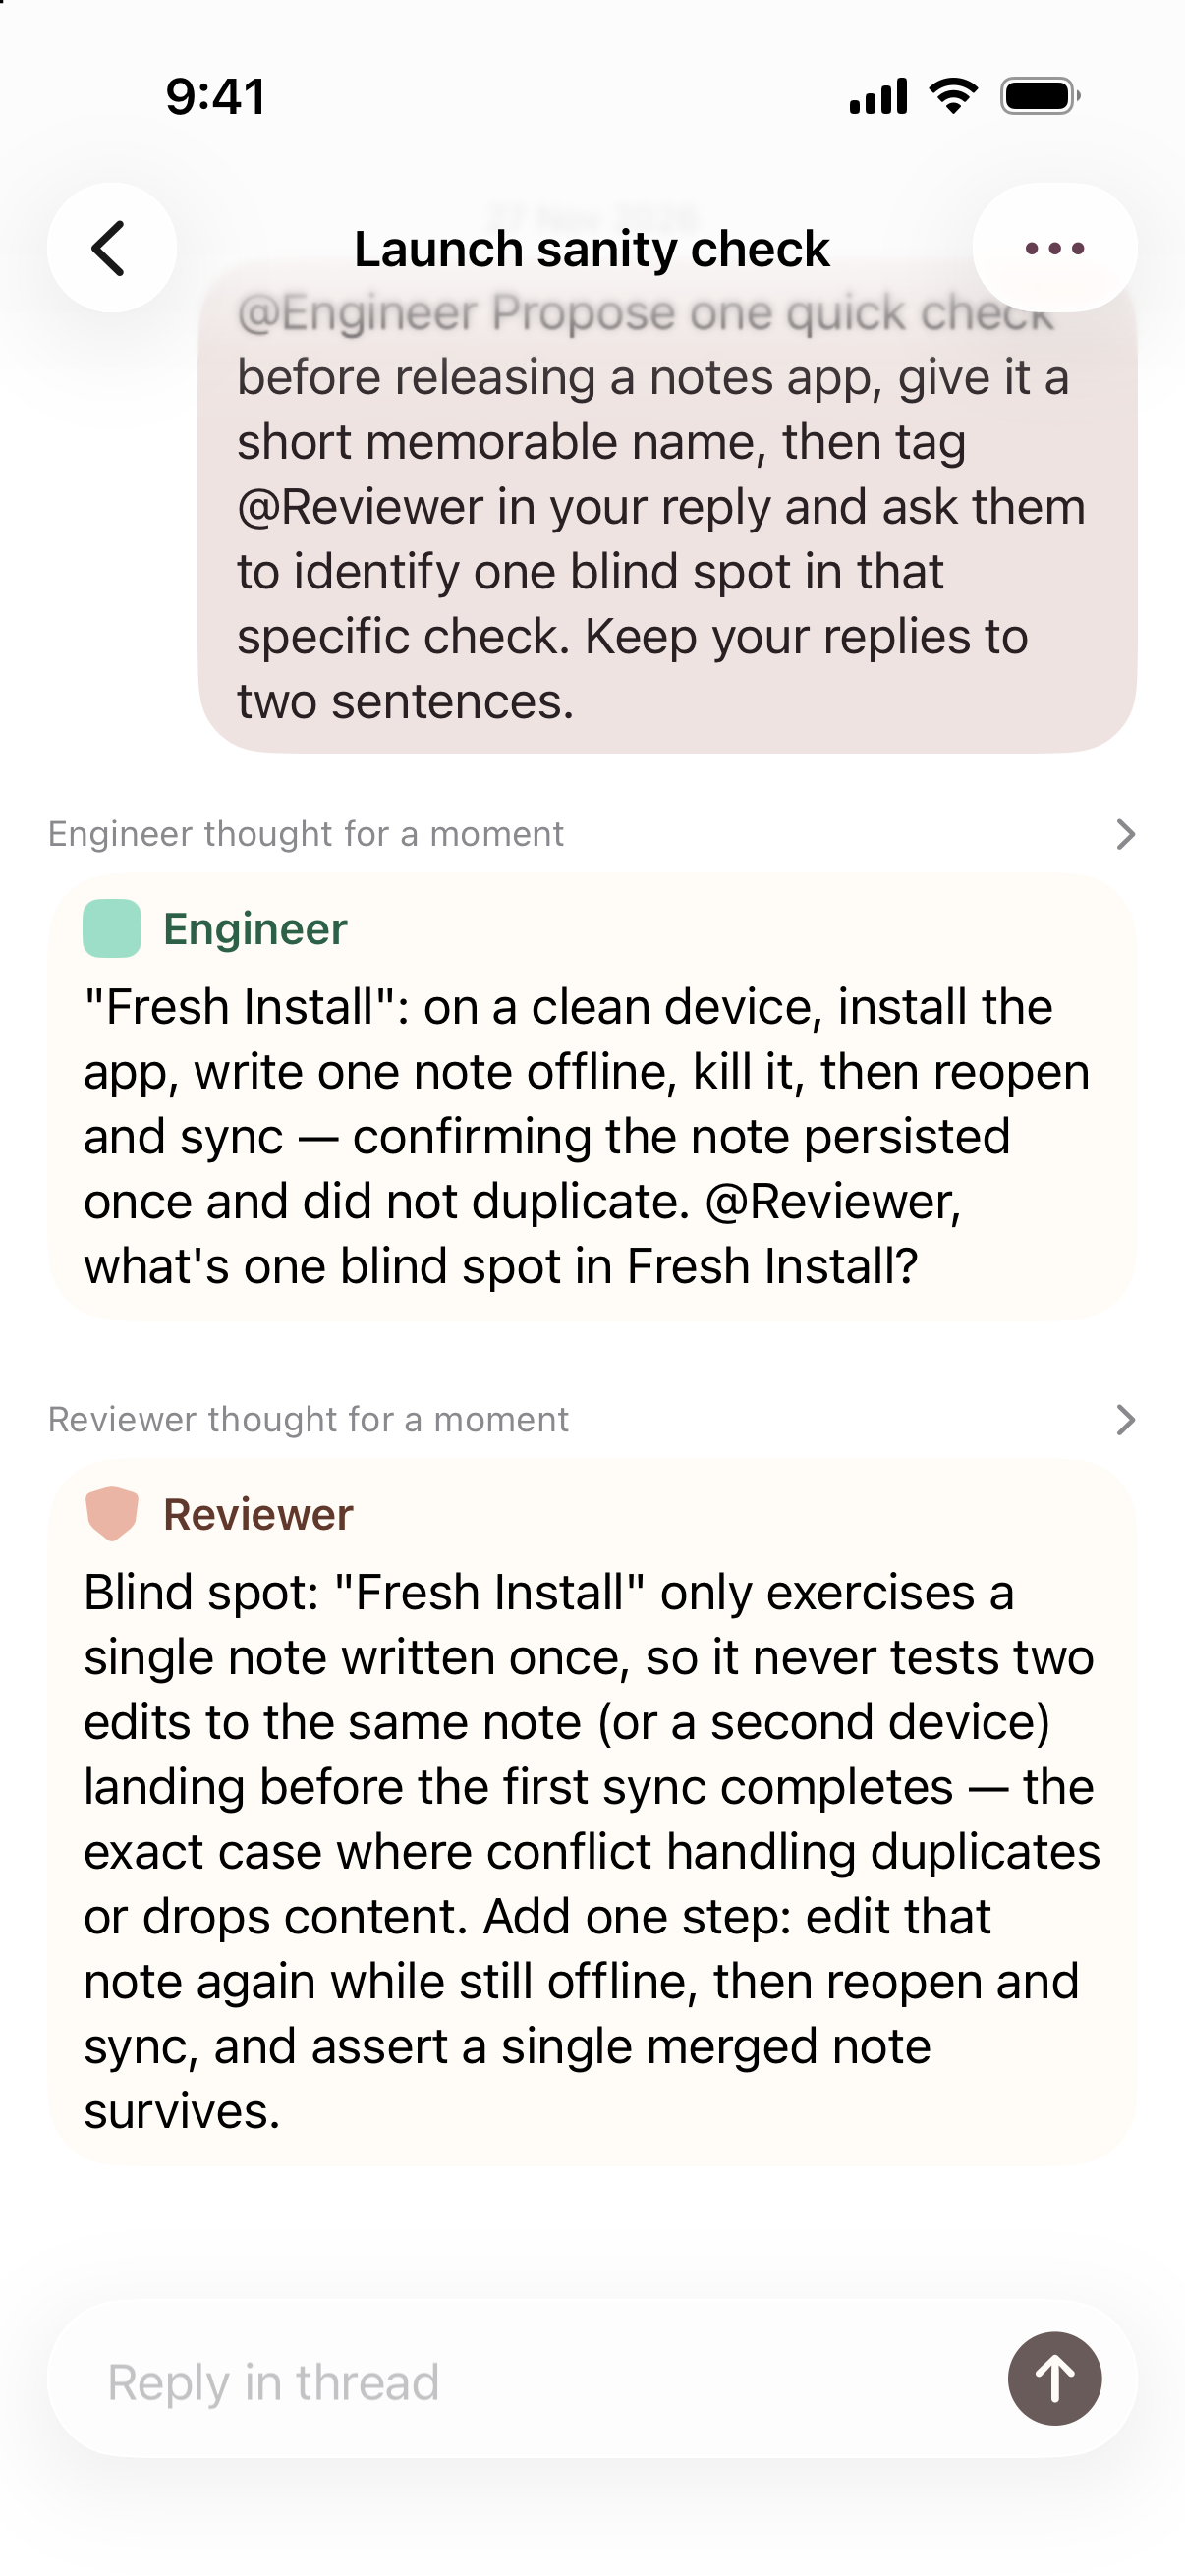 9:41
27 Nov 2026
Launch sanity check
@Engineer Propose one quick check
before releasing a notes app, give it a
short memorable name, then tag
@Reviewer in your reply and ask them
to identify one blind spot in that
specific check. Keep your replies to
two sentences.
Engineer thought for a moment
Engineer
"Fresh Install": on a clean device, install the
app, write one note offline, kill it, then reopen
and sync — confirming the note persisted
once and did not duplicate. @Reviewer,
what's one blind spot in Fresh Install?
Reviewer thought for a moment
Reviewer
Blind spot: "Fresh Install" only exercises a
single note written once, so it never tests two
edits to the same note (or a second device)
landing before the first sync completes — the
exact case where conflict handling duplicates
or drops content. Add one step: edit that
note again while still offline, then reopen and
sync, and assert a single merged note
survives.
Reply in thread